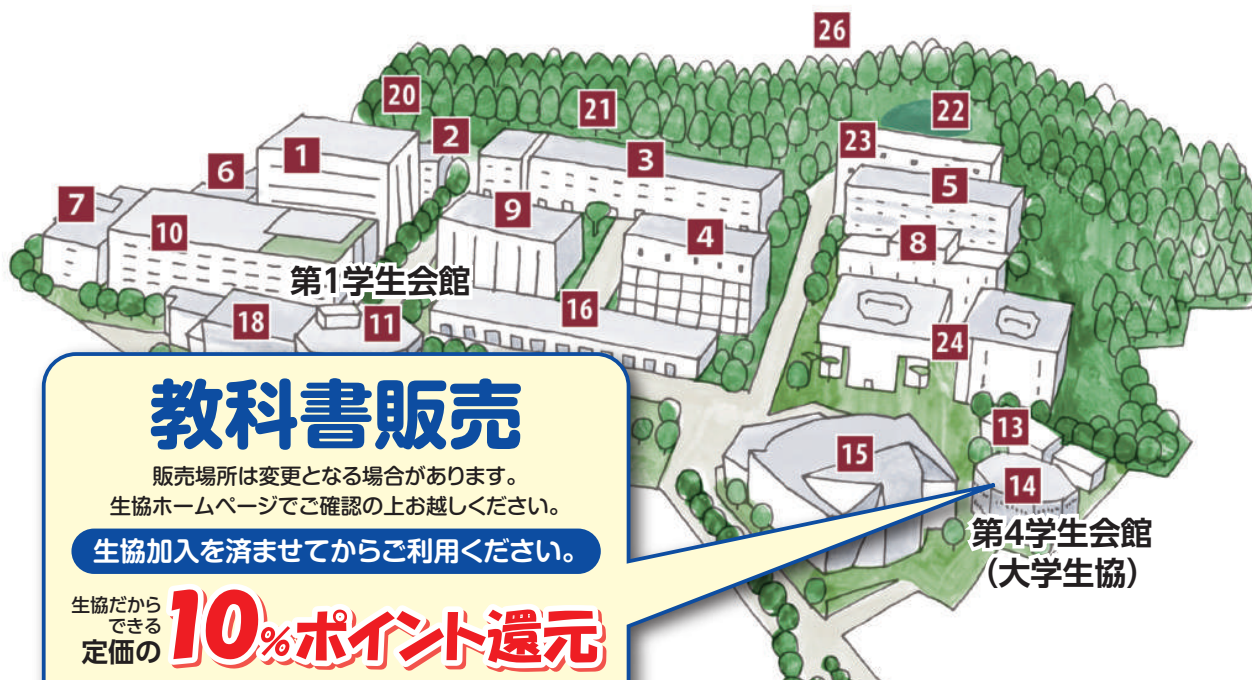 26
20
21
22
2
23
1
3
6
5
7
9
10
4
8
第1学生会館
18
11
16
24
教科書販売
販売場所は変更となる場合があります。
生協ホームページでご確認の上お越しください。
生協加入を済ませてからご利用ください。
生協だから
できる
定価の
10%ポイント還元
13
15
14
第4学生会館
（大学生協）